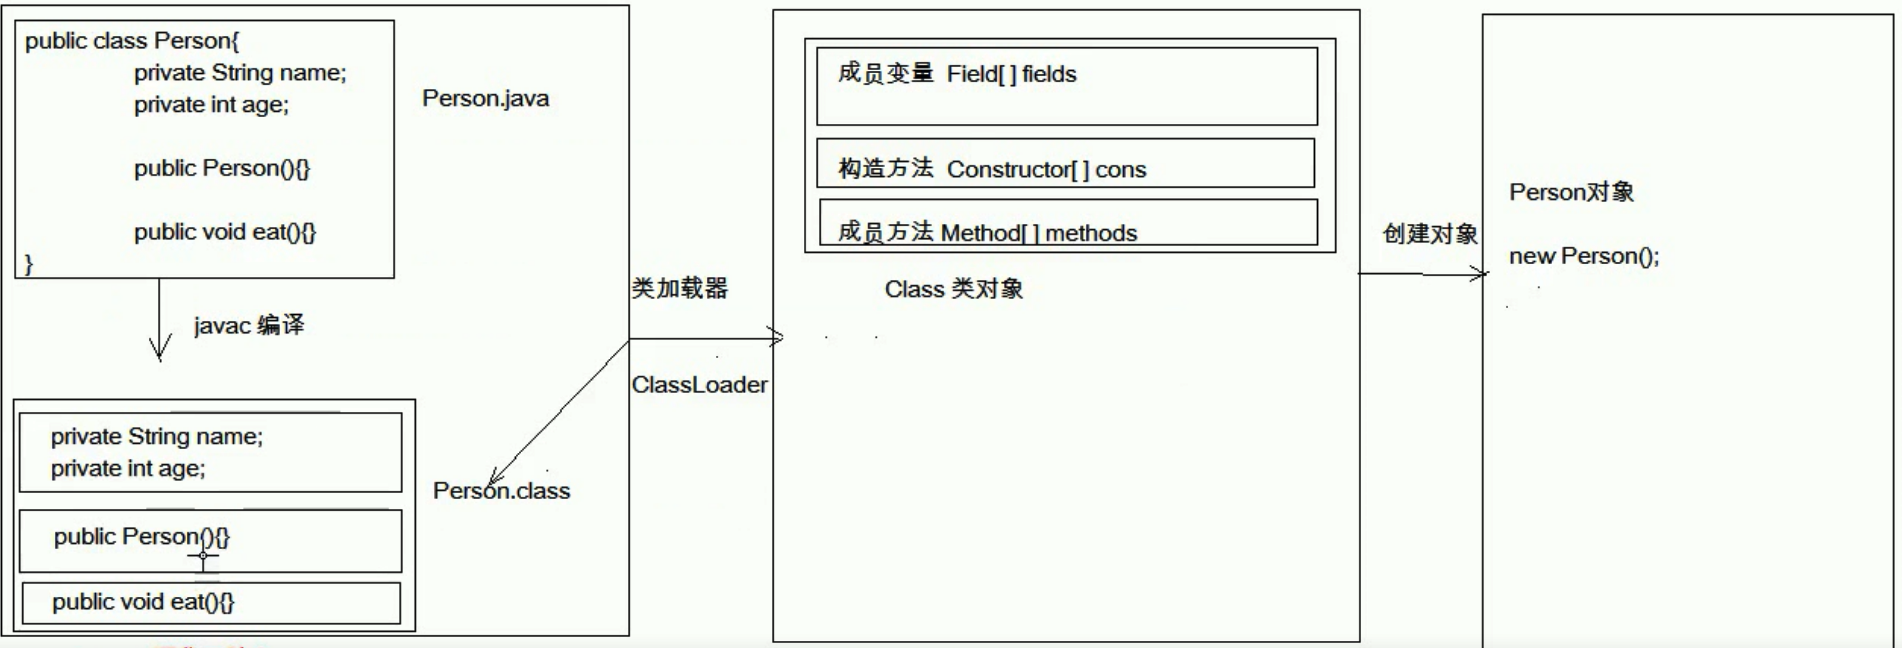 public class Person{
private String name;
private int age;
public Person(){}
public void eat(){}
}
Person.java
javac 编译
private String name;
private int age;
public Person(){}
public void eat(){}
Person.class
类加载器
ClassLoader
成员变量 Field[ ] fields
构造方法 Constructor[ ] cons
成员方法 Method[ ] methods
Class 类对象
创建对象
Person对象
new Person();